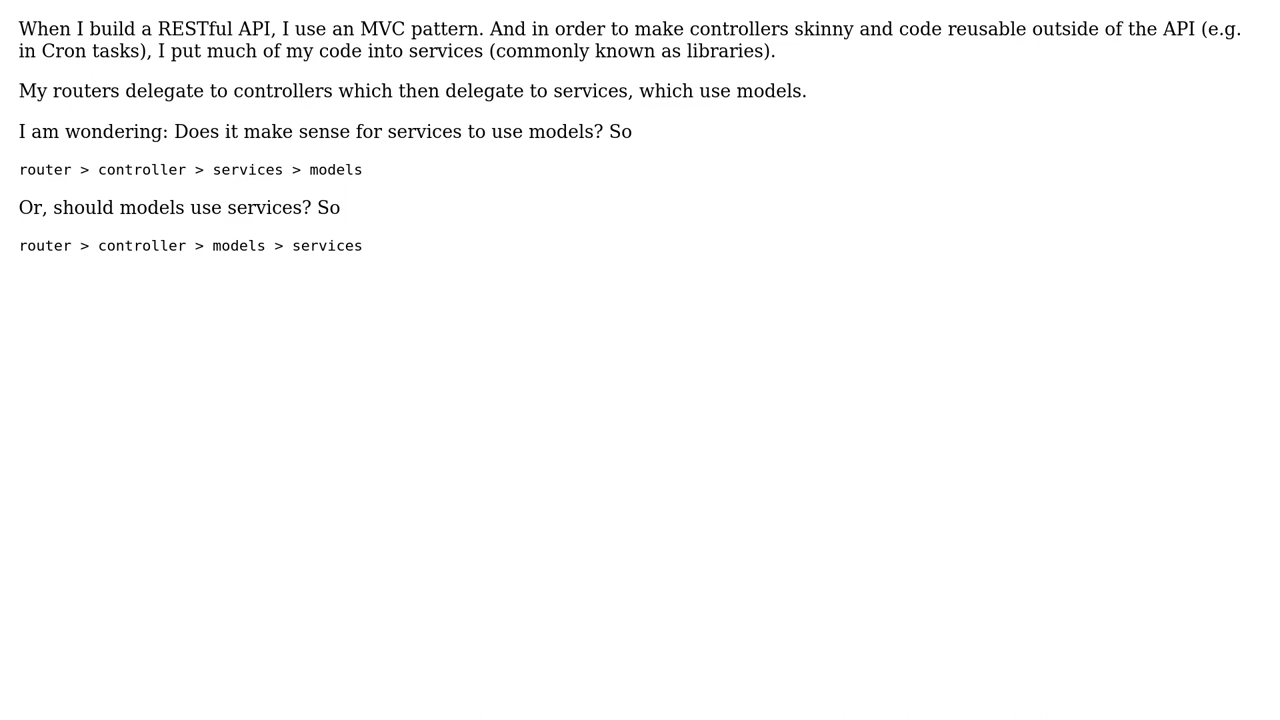 When I build a RESTful API, I use an MVC pattern. And in order to make controllers skinny and code reusable outside of the API (e.g.
in Cron tasks), I put much of my code into services (commonly known as libraries).
My routers delegate to controllers which then delegate to services, which use models.
I am wondering: Does it make sense for services to use models? So
router > controller > services > models
Or, should models use services? So
router > controller > models > services